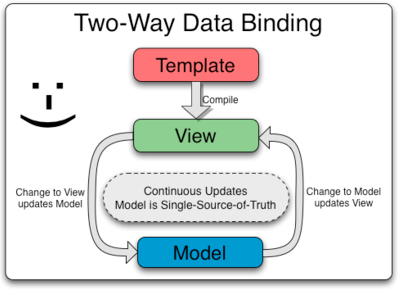 Two-Way Data Binding
Template
Compile
View
Change to View
updates Model
Continuous Updates
Model is Single-Source-of-Truth
Change to Model
updates View
Model